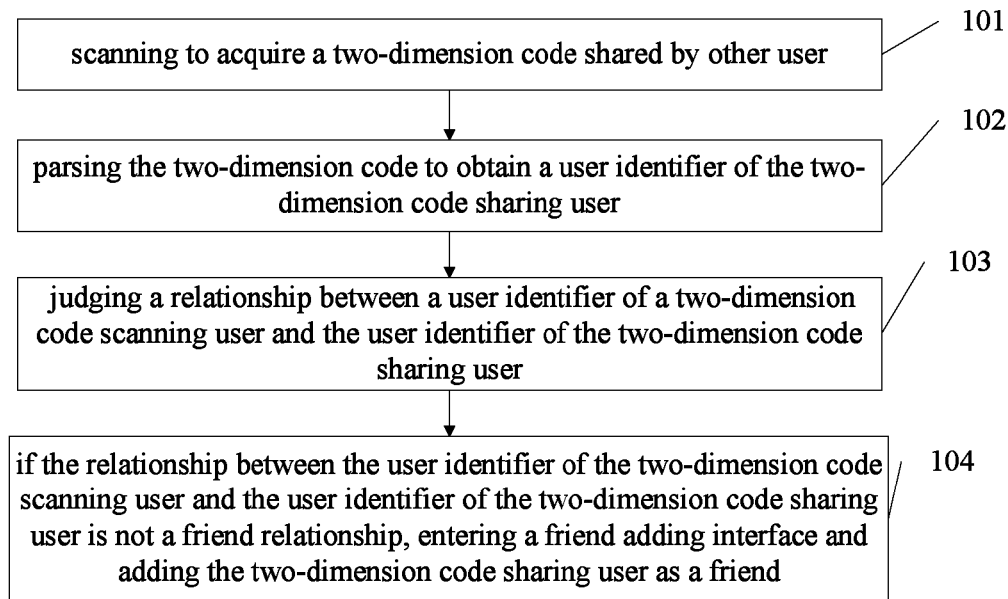 101
scanning to acquire a two-dimension code shared by other user
102
parsing the two-dimension code to obtain a user identifier of the two-
dimension code sharing user
103
judging a relationship between a user identifier of a two-dimension
code scanning user and the user identifier of the two-dimension code
sharing user
104
if the relationship between the user identifier of the two-dimension code
scanning user and the user identifier of the two-dimension code sharing
user is not a friend relationship, entering a friend adding interface and
adding the two-dimension code sharing user as a friend